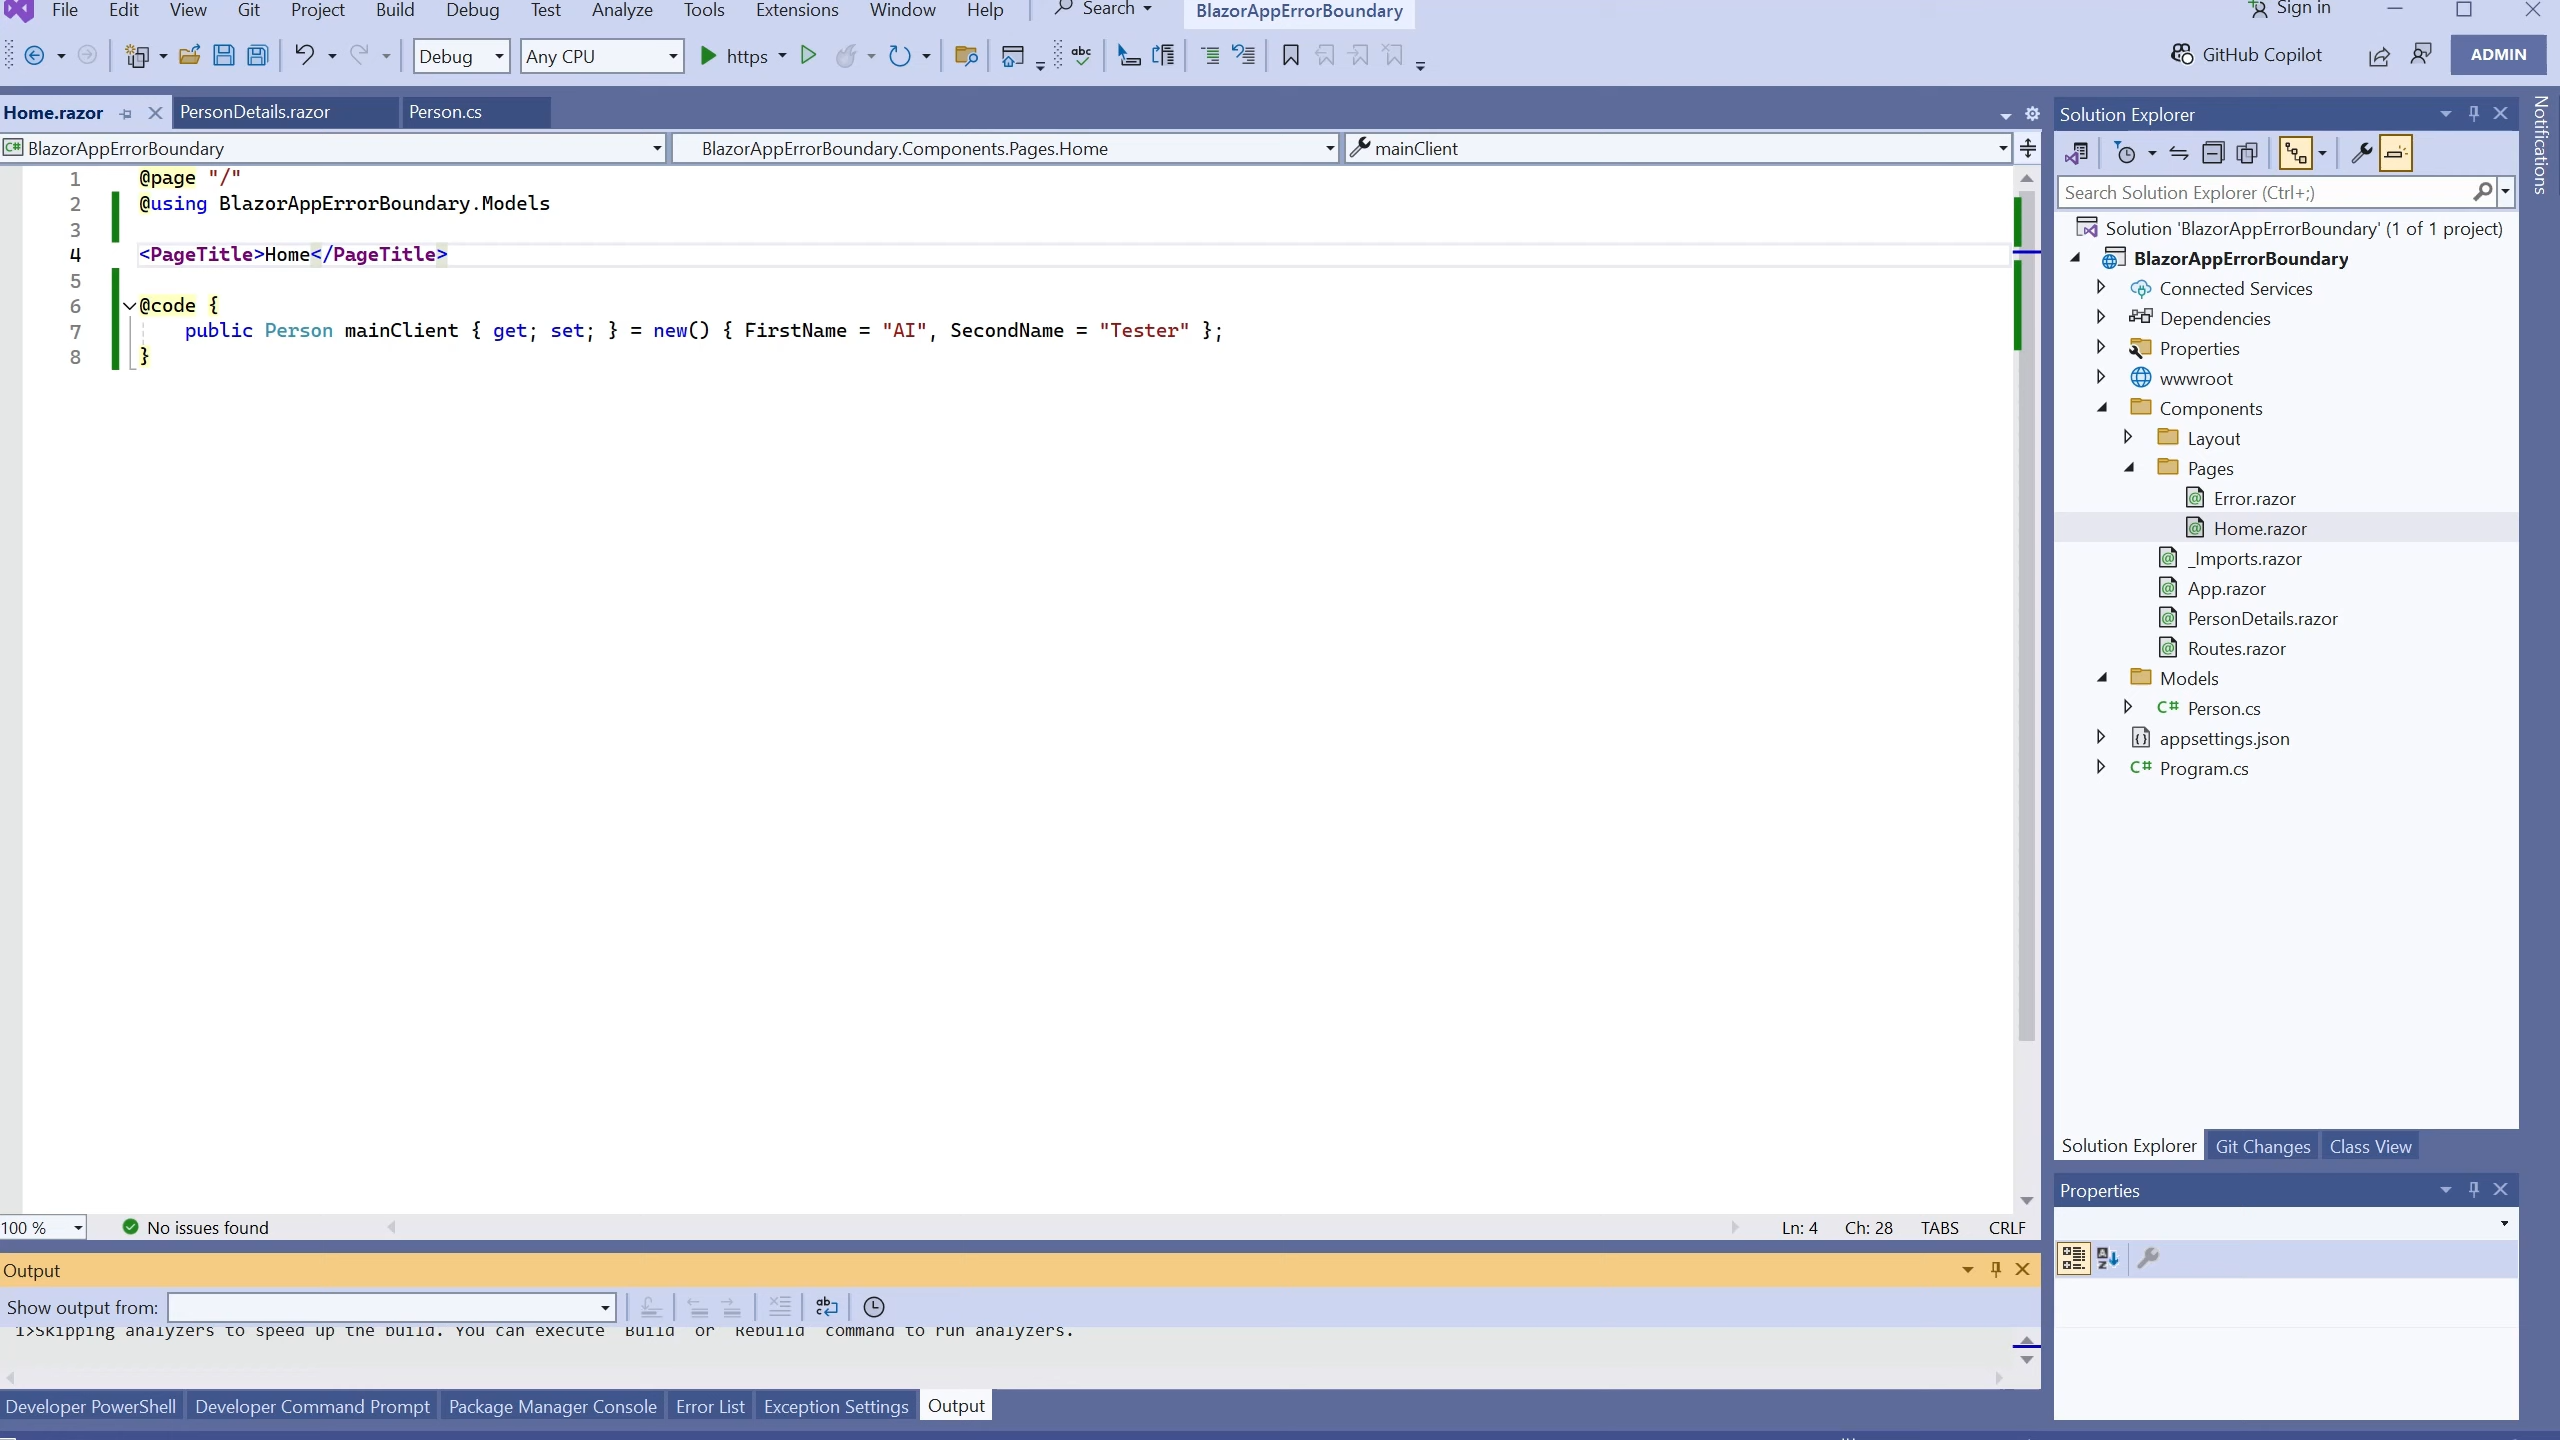 File Edit View Git Project Build Debug Test Analyze Tools Extensions Window Help Search BlazorAppErrorBoundary Sign in
Debug Any CPU https GitHub Copilot ADMIN
Home.razor PersonDetails.razor Person.cs
BlazorAppErrorBoundary BlazorAppErrorBoundary.Components.Pages.Home mainClient
1 @page "/"
2 @using BlazorAppErrorBoundary.Models
3
4 <PageTitle>Home</PageTitle>
5
6 @code {
7 public Person mainClient { get; set; } = new() { FirstName = "AI", SecondName = "Tester" };
8 }
100 % No issues found Ln: 4 Ch: 28 TABS CRLF
Output
Show output from:
1>Skipping analyzers to speed up the build. You can execute 'Build' or 'Rebuild' command to run analyzers.
Developer PowerShell Developer Command Prompt Package Manager Console Error List Exception Settings Output
Solution Explorer
Search Solution Explorer (Ctrl+;)
Solution 'BlazorAppErrorBoundary' (1 of 1 project)
BlazorAppErrorBoundary
Connected Services
Dependencies
Properties
wwwroot
Components
Layout
Pages
Error.razor
Home.razor
_Imports.razor
App.razor
PersonDetails.razor
Routes.razor
Models
C# Person.cs
appsettings.json
C# Program.cs
Solution Explorer Git Changes Class View
Properties
Notifications